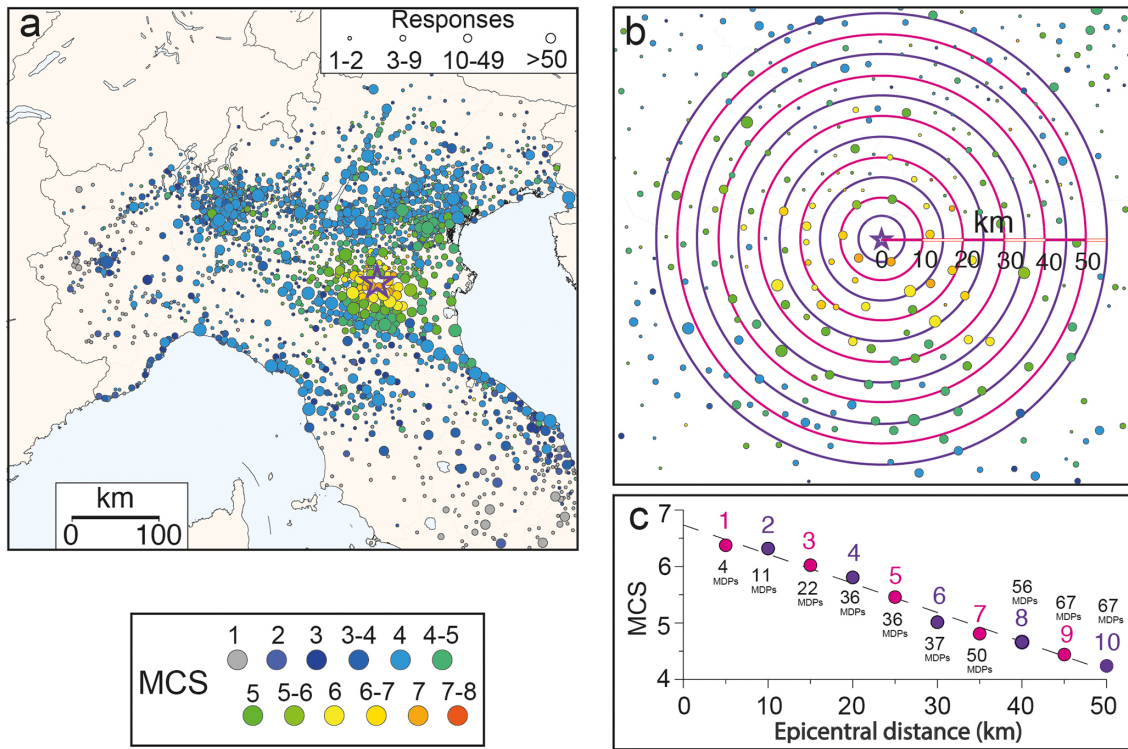 a
Responses
1-2 3-9 10-49 >50
km
0 100
b
km
0 10 20 30 40 50
MCS
1 2 3 3-4 4 4-5
5 5-6 6 6-7 7 7-8
c
7
6
5
4
MCS
1
4
MDPs
2
11
MDPs
3
22
MDPs
4
36
MDPs
5
36
MDPs
6
37
MDPs
7
50
MDPs
56
MDPs
8
67
MDPs
9
67
MDPs
10
0 10 20 30 40 50
Epicentral distance (km)